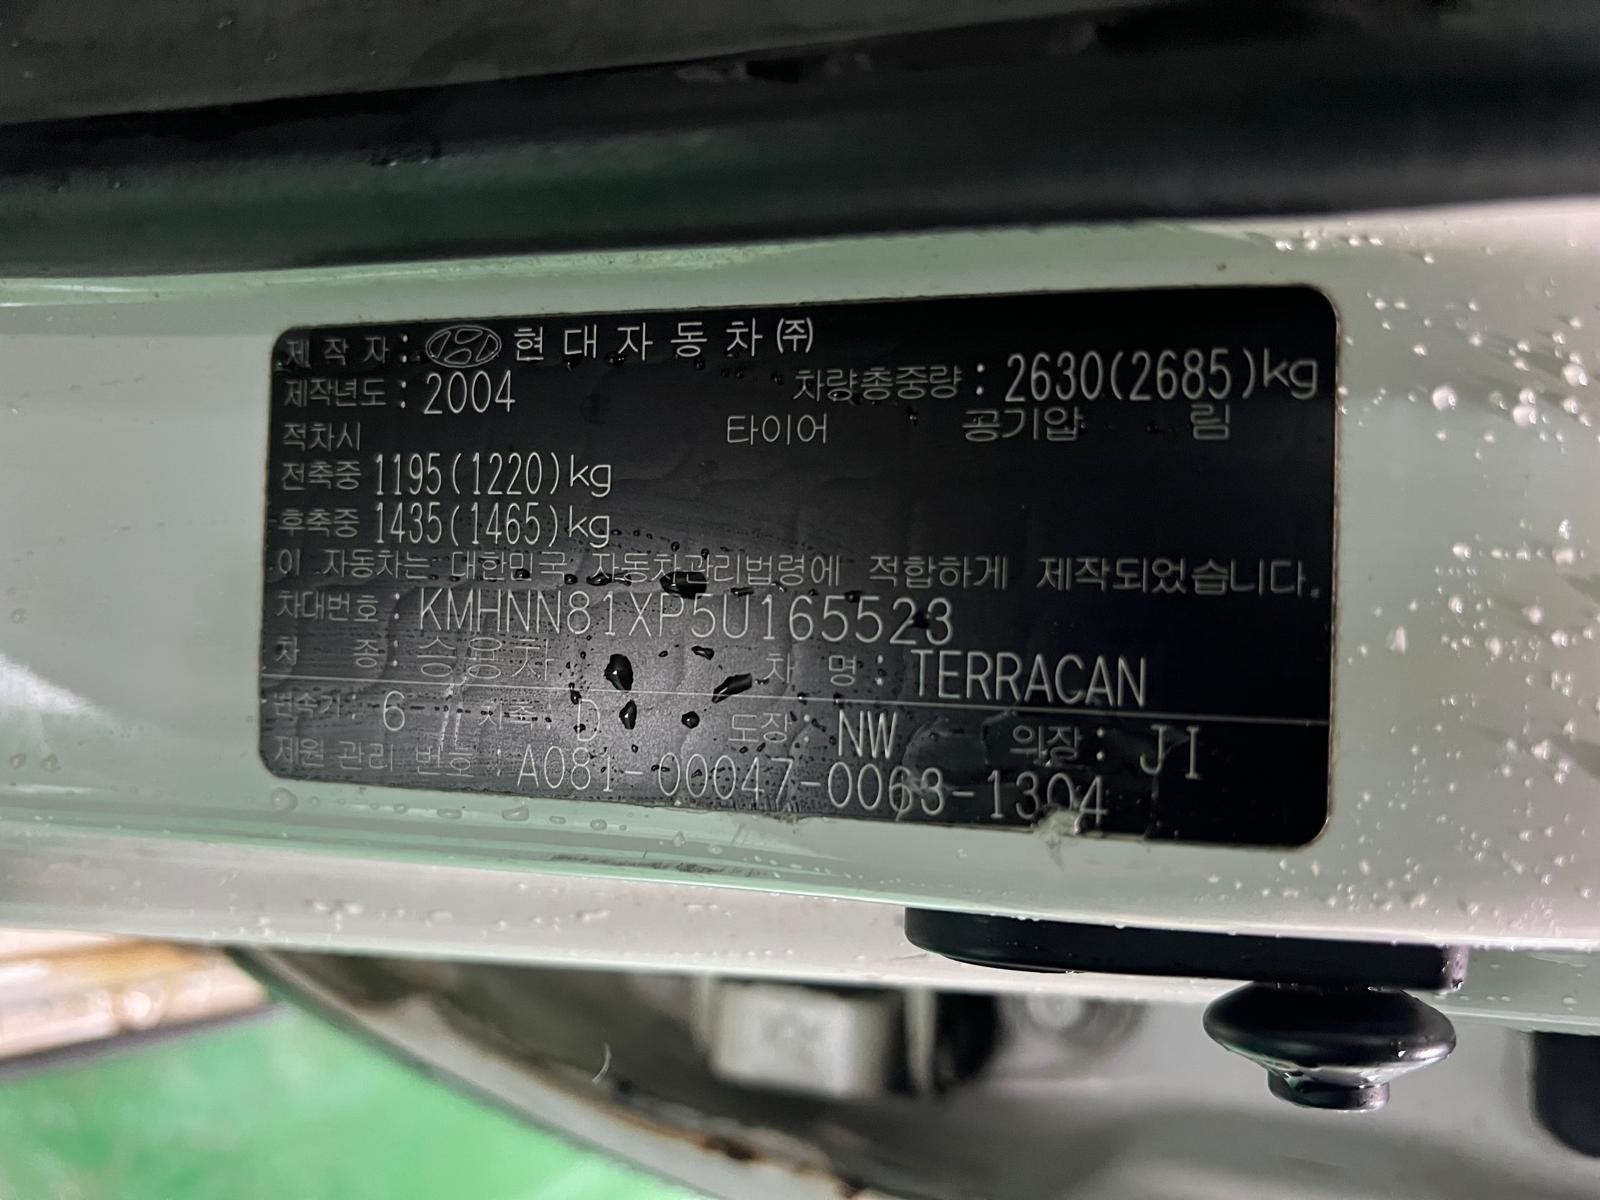 제 작 자 : 현 대 자 동 차 ㈜
제작년도 : 2004 차량총중량 : 2630(2685)kg
적차시 타이어 공기압 림
전축중 1195(1220)kg
후축중 1435(1465)kg
이 자동차는 대한민국 자동차관리법령에 적합하게 제작되었습니다.
차대번호 : KMHNN81XP5U165523
차 종 : 승용차 차 명 : TERRACAN
변속기 : 6 차축 : D 도장 : NW 의장 : JI
제원 관리 번호 : A081-00047-0063-1304